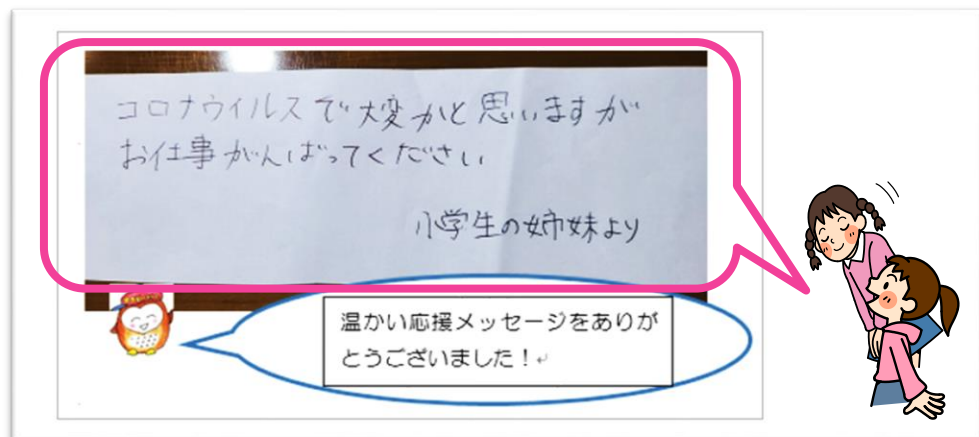 コロナウイルスで大変かと思いますが
お仕事がんばってください
小学生の姉妹より
温かい応援メッセージをありが
とうございました！